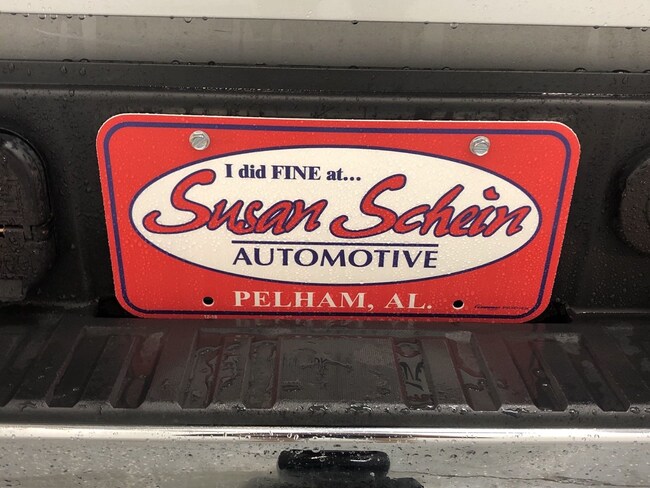 I did FINE at...
Susan Schein
AUTOMOTIVE
PELHAM, AL.